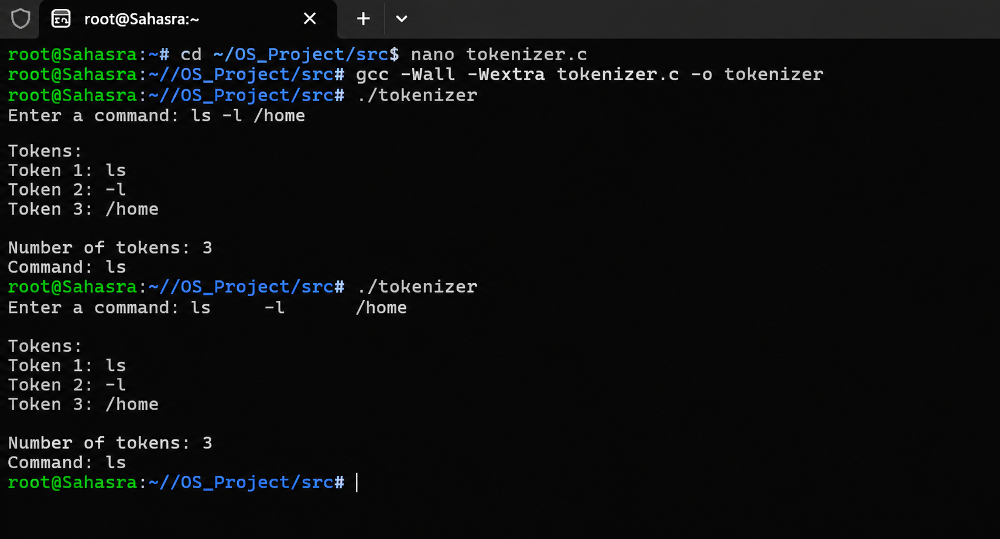 root@Sahasra:~
root@Sahasra:~# cd ~/OS_Project/src$ nano tokenizer.c
root@Sahasra:~//OS_Project/src# gcc -Wall -Wextra tokenizer.c -o tokenizer
root@Sahasra:~//OS_Project/src# ./tokenizer
Enter a command: ls -l /home
Tokens:
Token 1: ls
Token 2: -l
Token 3: /home
Number of tokens: 3
Command: ls
root@Sahasra:~//OS_Project/src# ./tokenizer
Enter a command: ls     -l       /home
Tokens:
Token 1: ls
Token 2: -l
Token 3: /home
Number of tokens: 3
Command: ls
root@Sahasra:~//OS_Project/src#